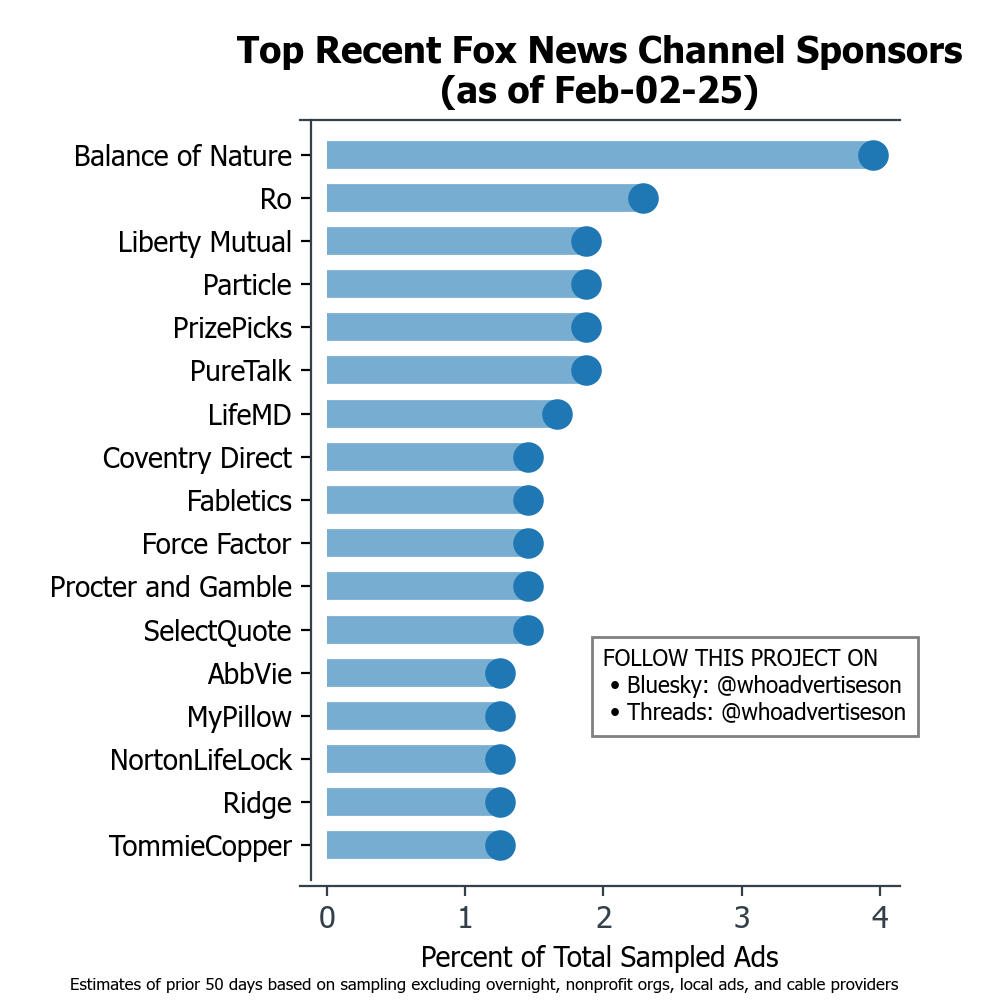 Top Recent Fox News Channel Sponsors
(as of Feb-02-25)
Balance of Nature
Ro
Liberty Mutual
Particle
PrizePicks
PureTalk
LifeMD
Coventry Direct
Fabletics
Force Factor
Procter and Gamble
SelectQuote
AbbVie
MyPillow
NortonLifeLock
Ridge
TommieCopper
FOLLOW THIS PROJECT ON
• Bluesky: @whoadvertiseson
• Threads: @whoadvertiseson
0 1 2 3 4
Percent of Total Sampled Ads
Estimates of prior 50 days based on sampling excluding overnight, nonprofit orgs, local ads, and cable providers